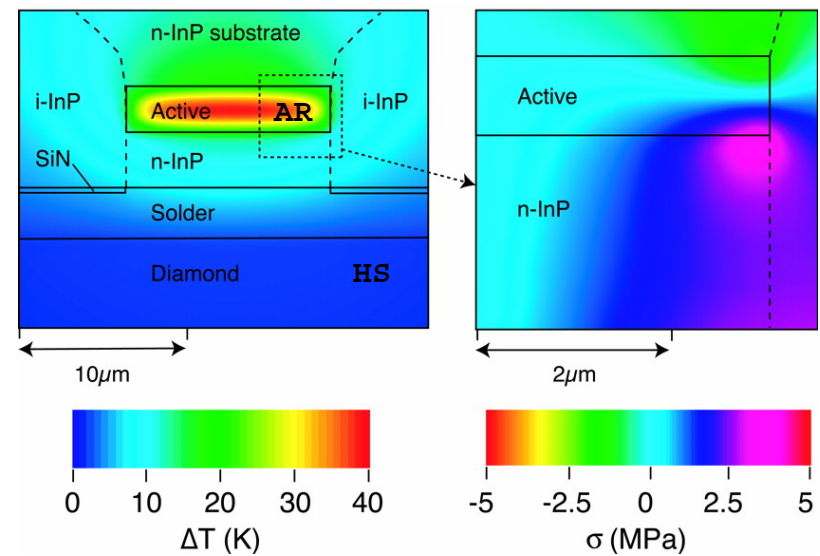 n-InP substrate
i-InP
Active
AR
i-InP
SiN
n-InP
Solder
Diamond
HS
10μm
0 10 20 30 40
ΔT (K)
Active
n-InP
2μm
-5 -2.5 0 2.5 5
σ (MPa)